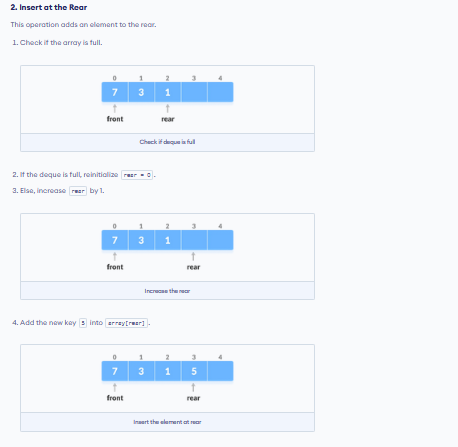 2. Insert at the Rear
This operation adds an element to the rear.
1. Check if the array is full.
0 1 2 3 4
7 3 1
front rear
Check if deque is full
2. If the deque is full, reinitialize rear = 0.
3. Else, increase rear by 1.
0 1 2 3 4
7 3 1
front rear
Increase the rear
4. Add the new key 5 into array[rear].
0 1 2 3 4
7 3 1 5
front rear
Insert the element at rear